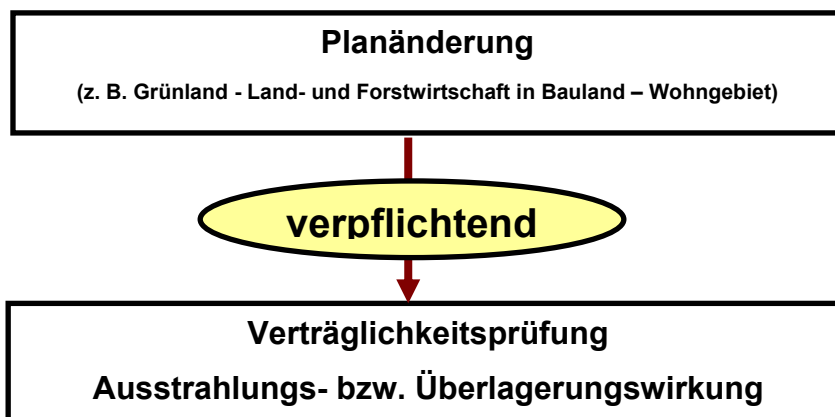 Planänderung
(z. B. Grünland - Land- und Forstwirtschaft in Bauland – Wohngebiet)
verpflichtend
Verträglichkeitsprüfung
Ausstrahlungs- bzw. Überlagerungswirkung